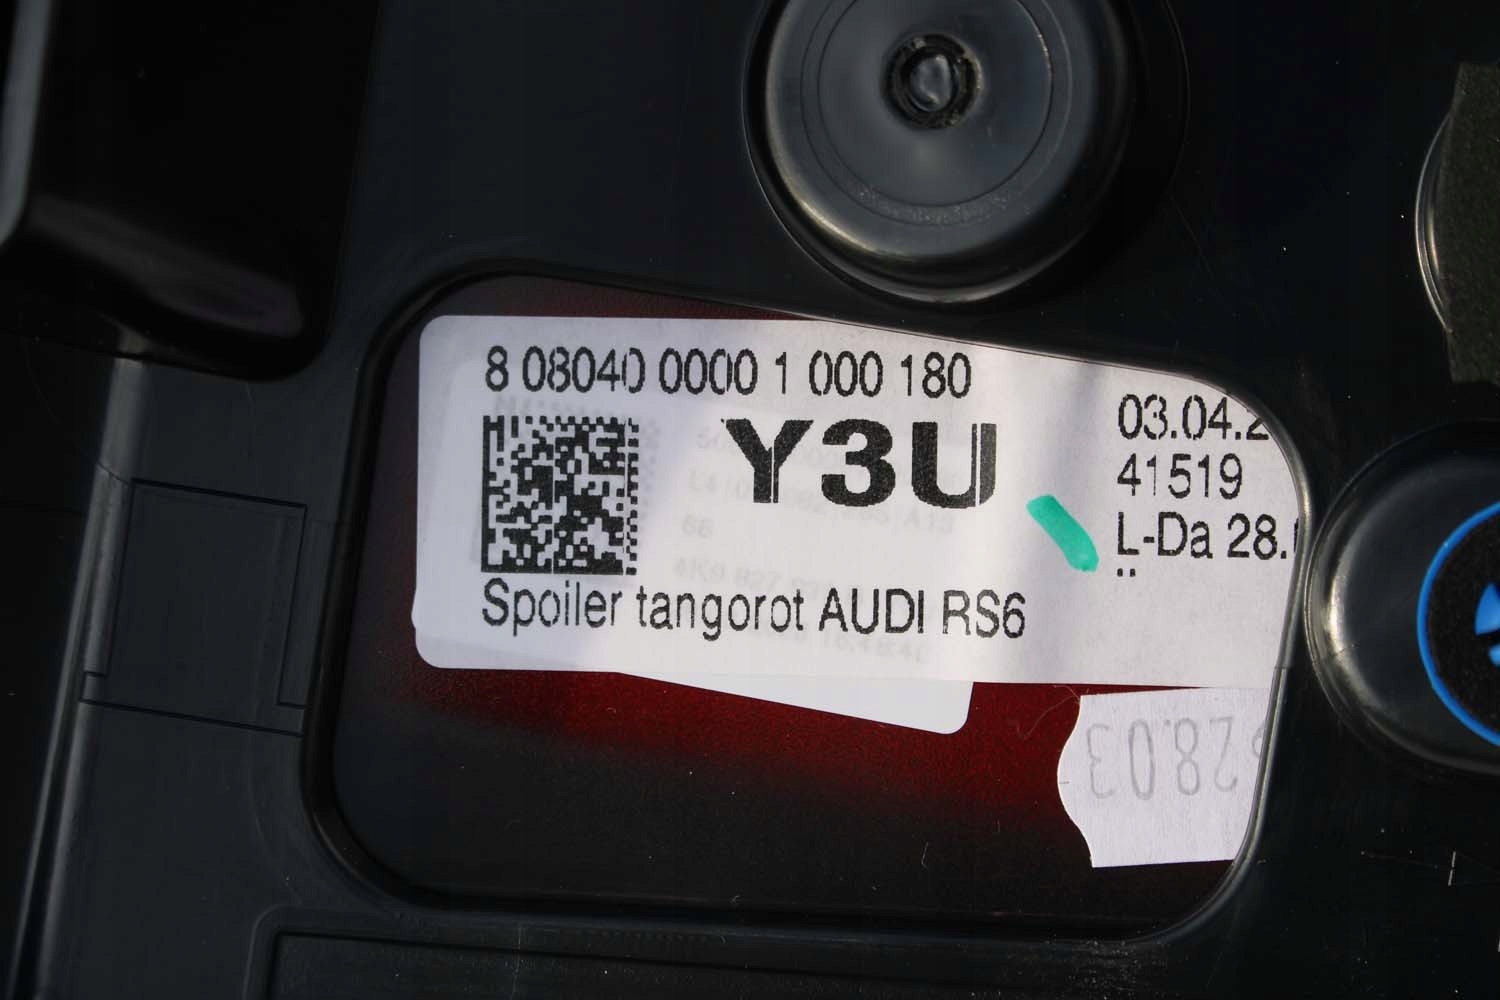 8 08040 0000 1 000 180
Y3U
Spoiler tangorot AUDI RS6
03.04.2
41519
L-Da 28.
28.03